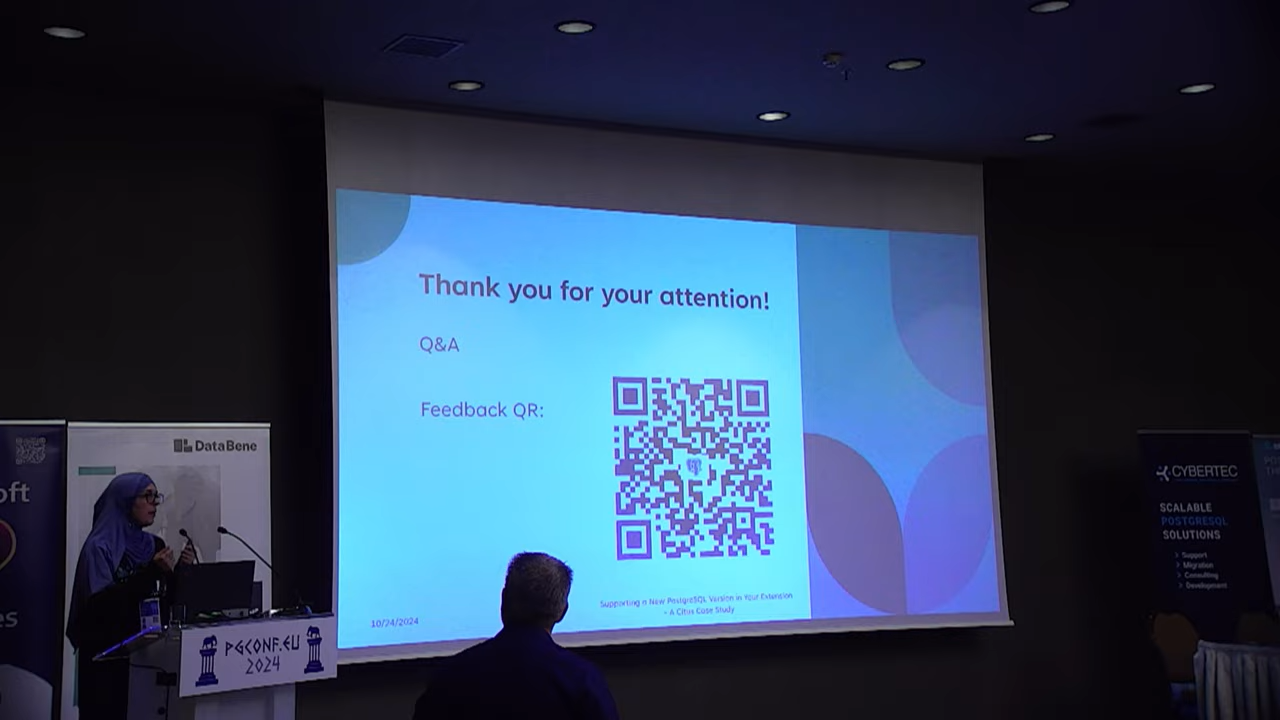 Thank you for your attention!
Q&A
Feedback QR:
Supporting a New PostgreSQL Version in Your Extension
- A Citus Case Study
10/24/2024
DataBene
oft
es
PGCONF.EU
2024
CYBERTEC
SCALABLE
POSTGRESQL
SOLUTIONS
> Support
> Migration
> Consulting
> Development